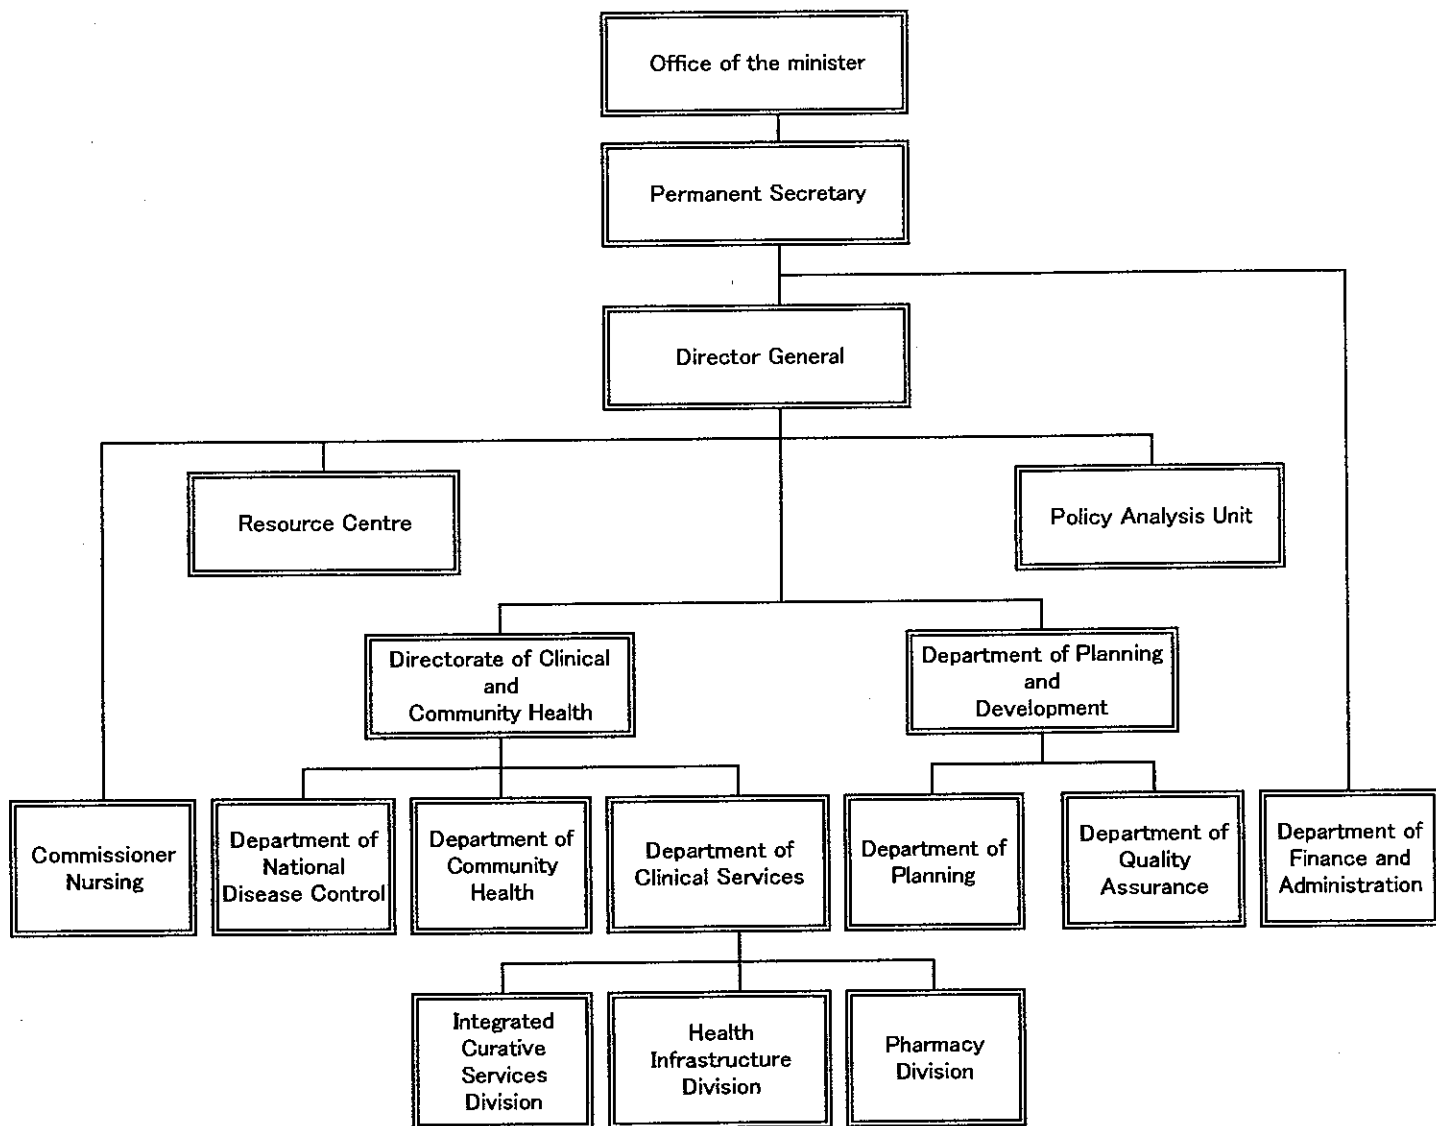 Office of the minister
Permanent Secretary
Director General
Resource Centre
Policy Analysis Unit
Directorate of Clinical
and
Community Health
Department of Planning
and
Development
Commissioner
Nursing
Department of
National
Disease Control
Department of
Community
Health
Department of
Clinical Services
Department of
Planning
Department of
Quality
Assurance
Department of
Finance and
Administration
Integrated
Curative
Services
Division
Health
Infrastructure
Division
Pharmacy
Division